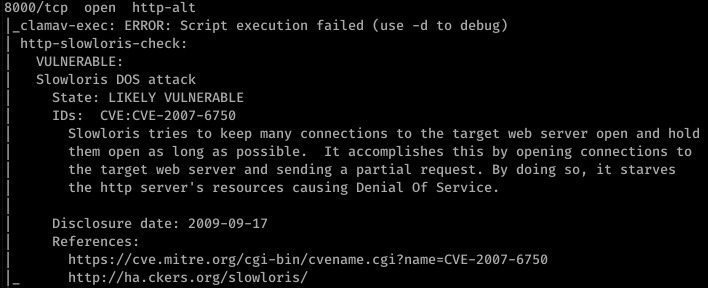 8000/tcp  open  http-alt
|_clamav-exec: ERROR: Script execution failed (use -d to debug)
| http-slowloris-check:
|   VULNERABLE:
|   Slowloris DOS attack
|     State: LIKELY VULNERABLE
|     IDs:  CVE:CVE-2007-6750
|       Slowloris tries to keep many connections to the target web server open and hold
|       them open as long as possible.  It accomplishes this by opening connections to
|       the target web server and sending a partial request. By doing so, it starves
|       the http server's resources causing Denial Of Service.
|
|     Disclosure date: 2009-09-17
|     References:
|       https://cve.mitre.org/cgi-bin/cvename.cgi?name=CVE-2007-6750
|_      http://ha.ckers.org/slowloris/